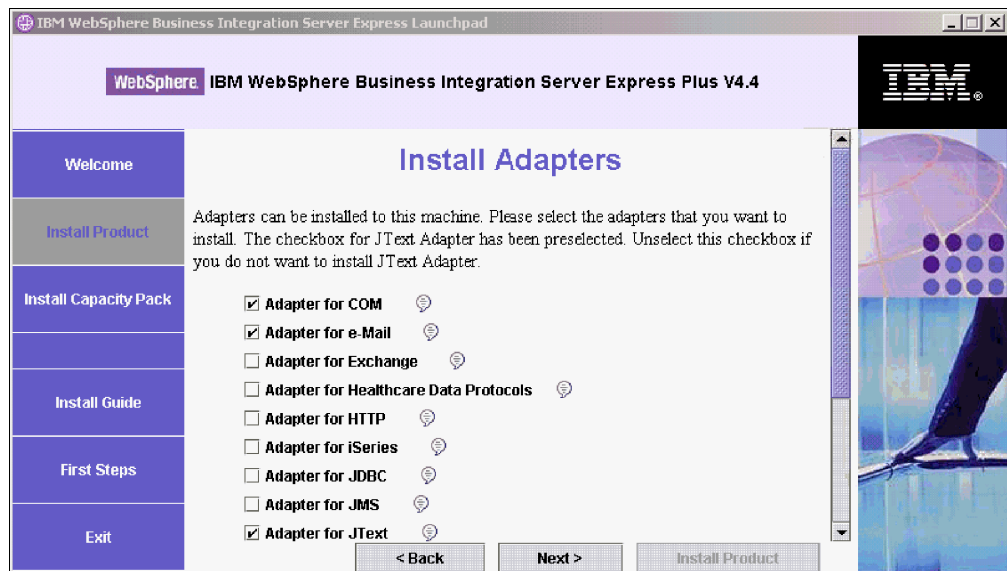 IBM WebSphere Business Integration Server Express Launchpad
WebSphere. IBM WebSphere Business Integration Server Express Plus V4.4
IBM®
Welcome
Install Product
Install Capacity Pack
Install Guide
First Steps
Exit
Install Adapters
Adapters can be installed to this machine. Please select the adapters that you want to
install. The checkbox for JText Adapter has been preselected. Unselect this checkbox if
you do not want to install JText Adapter.
Adapter for COM
Adapter for e-Mail
Adapter for Exchange
Adapter for Healthcare Data Protocols
Adapter for HTTP
Adapter for iSeries
Adapter for JDBC
Adapter for JMS
Adapter for JText
< Back
Next >
Install Product